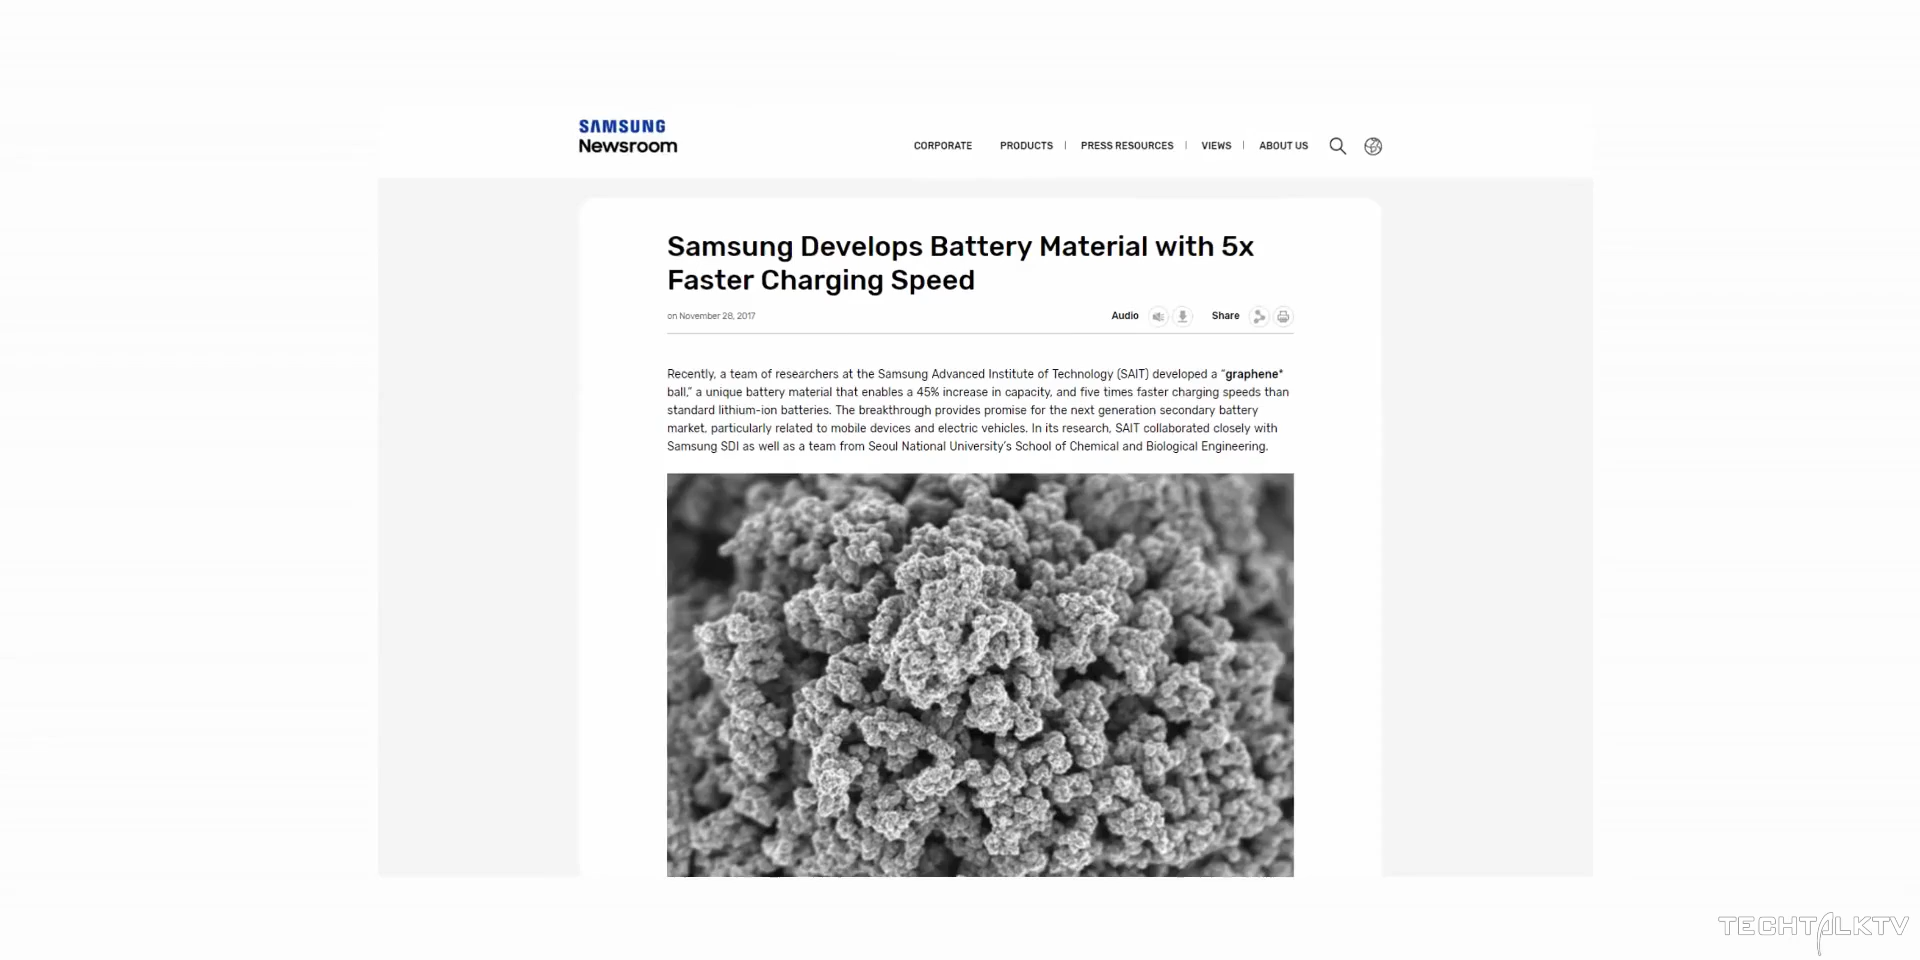 SAMSUNG
Newsroom
CORPORATE PRODUCTS | PRESS RESOURCES | VIEWS | ABOUT US
Samsung Develops Battery Material with 5x
Faster Charging Speed
on November 28, 2017
Audio Share
Recently, a team of researchers at the Samsung Advanced Institute of Technology (SAIT) developed a “graphene*
ball,” a unique battery material that enables a 45% increase in capacity, and five times faster charging speeds than
standard lithium-ion batteries. The breakthrough provides promise for the next generation secondary battery
market, particularly related to mobile devices and electric vehicles. In its research, SAIT collaborated closely with
Samsung SDI as well as a team from Seoul National University’s School of Chemical and Biological Engineering.
TECHTALKTV